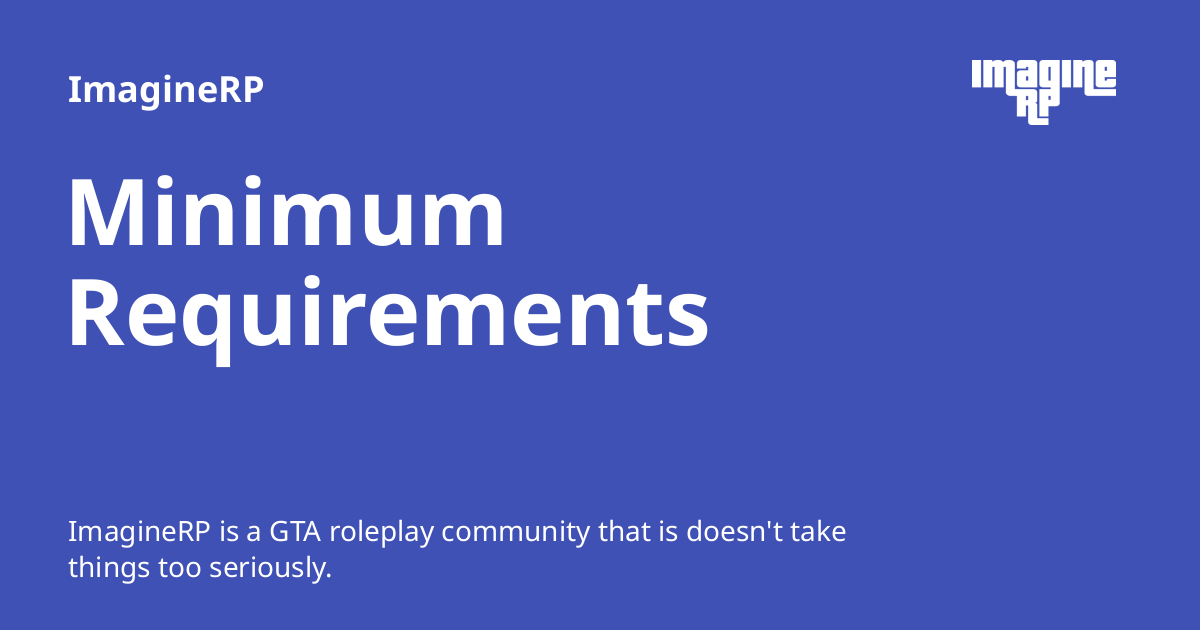 ImagineRP
Imagine
RP
Minimum
Requirements
ImagineRP is a GTA roleplay community that is doesn't take
things too seriously.